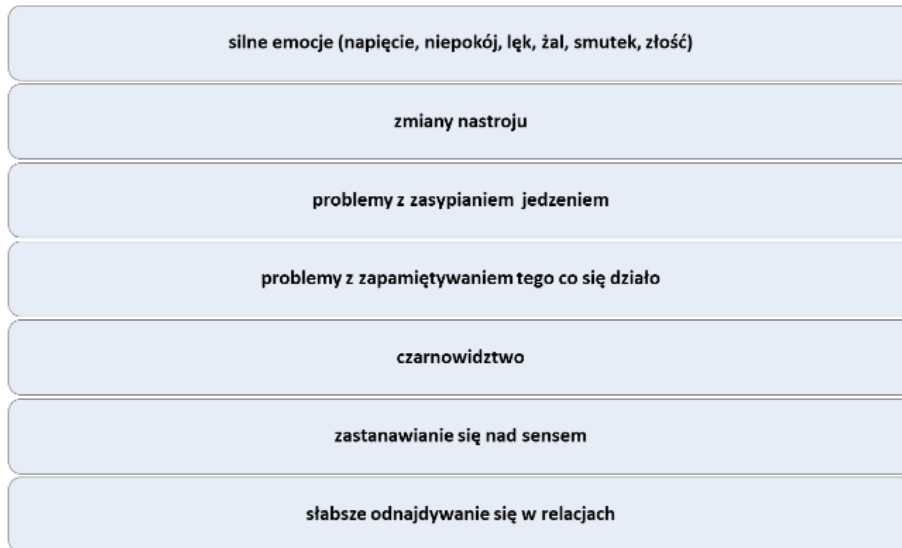 silne emocje (napięcie, niepokój, lęk, żal, smutek, złość)
zmiany nastroju
problemy z zasypianiem  jedzeniem
problemy z zapamiętywaniem tego co się działo
czarnowidztwo
zastanawianie się nad sensem
słabsze odnajdywanie się w relacjach